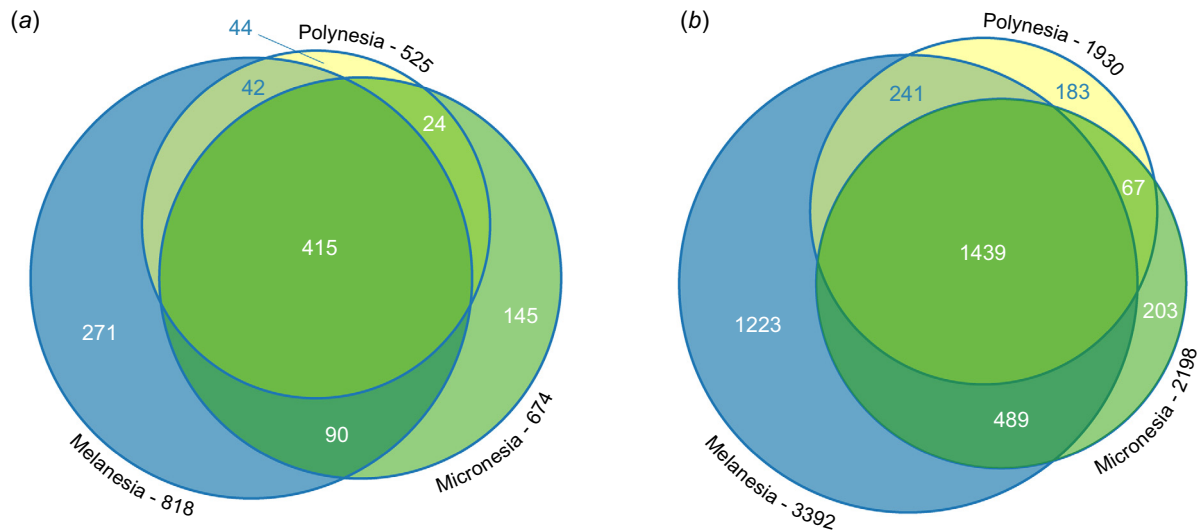 (a)
44
Polynesia - 525
42
24
415
271
145
90
Melanesia - 818
Micronesia - 674
(b)
Polynesia - 1930
241
183
67
1439
1223
203
489
Melanesia - 3392
Micronesia - 2198